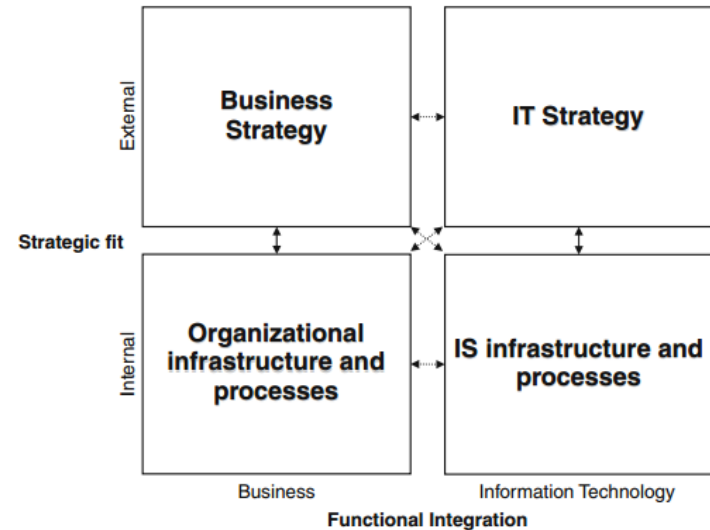 External
Business
Strategy
IT Strategy
Strategic fit
Internal
Organizational
infrastructure and
processes
IS infrastructure and
processes
Business
Information Technology
Functional Integration